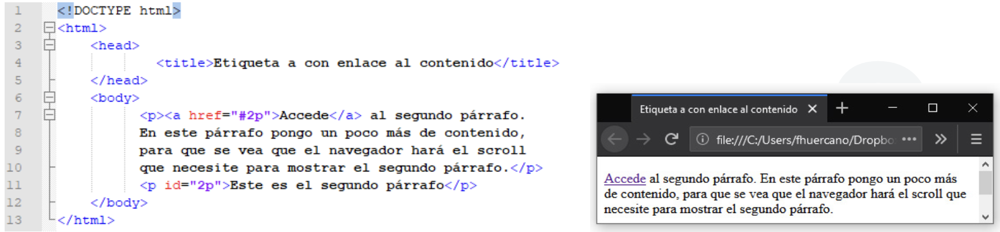 1 <!DOCTYPE html>
2 <html>
3 <head>
4 <title>Etiqueta a con enlace al contenido</title>
5 </head>
6 <body>
7 <p><a href="#2p">Accede</a> al segundo párrafo.
8 En este párrafo pongo un poco más de contenido,
9 para que se vea que el navegador hará el scroll
10 que necesite para mostrar el segundo párrafo.</p>
11 <p id="2p">Este es el segundo párrafo</p>
12 </body>
13 </html>
Etiqueta a con enlace al contenido
file:///C:/Users/fhuercano/Dropbo
Accede al segundo párrafo. En este párrafo pongo un poco más
de contenido, para que se vea que el navegador hará el scroll que
necesite para mostrar el segundo párrafo.